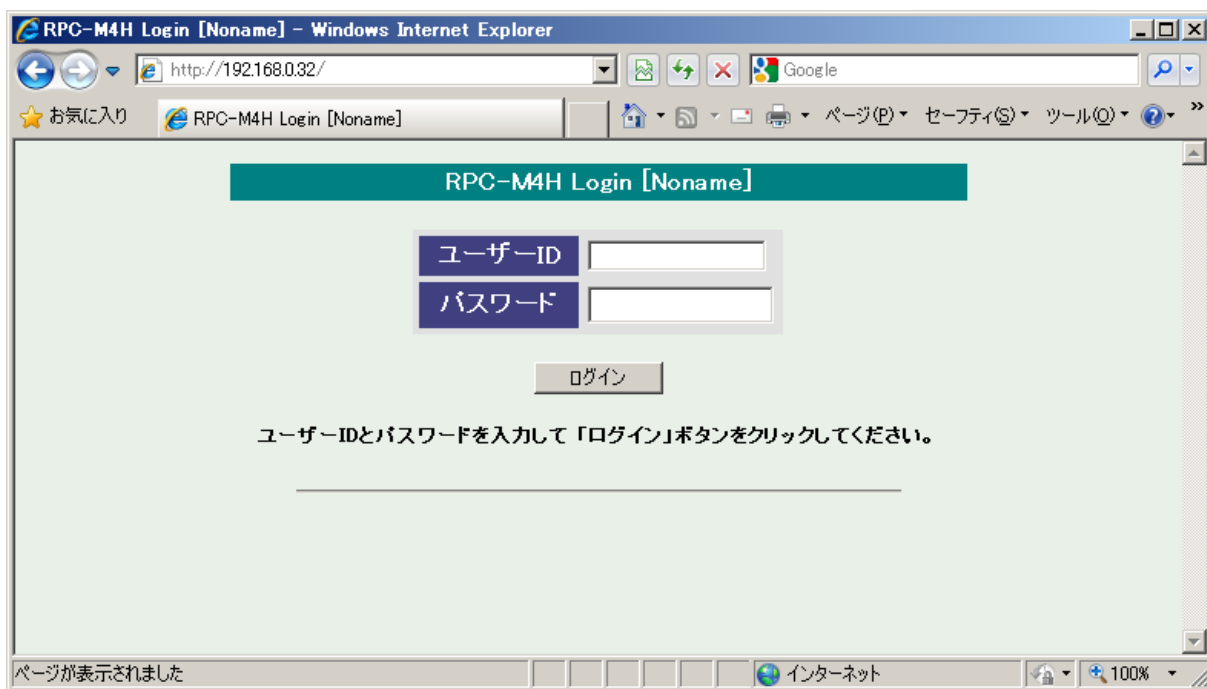 RPC-M4H Login [Noname] - Windows Internet Explorer
http://192.168.0.32/
Google
お気に入り
RPC-M4H Login [Noname]
ページ(P)
セーフティ(S)
ツール(O)
»
RPC-M4H Login [Noname]
ユーザーID
パスワード
ログイン
ユーザーIDとパスワードを入力して「ログイン」ボタンをクリックしてください。
ページが表示されました
インターネット
100%